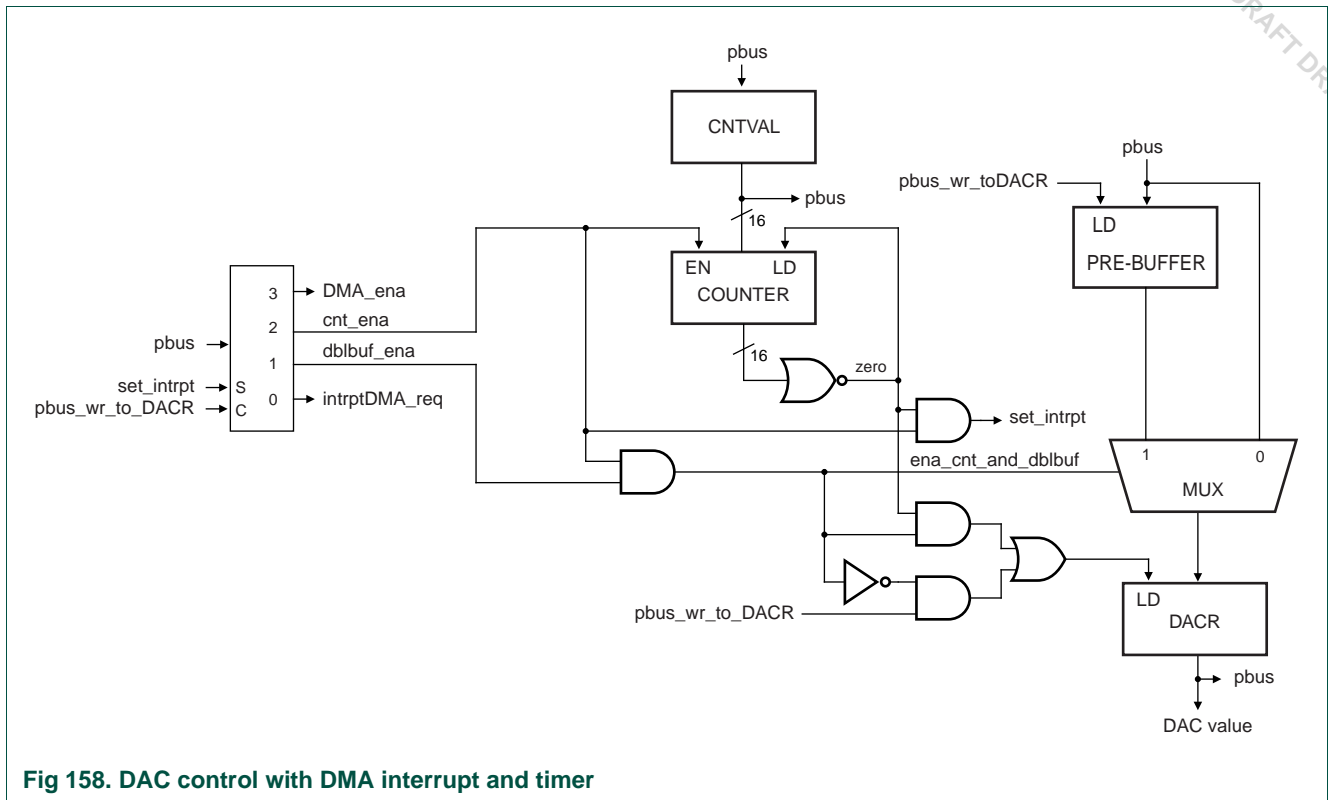 DRAFT DRA
pbus
CNTVAL
pbus
16
pbus
pbus_wr_toDACR
LD
PRE-BUFFER
EN LD
COUNTER
3 DMA_ena
2 cnt_ena
pbus
1 dblbuf_ena
set_intrpt S
pbus_wr_to_DACR C
0 intrptDMA_req
16
zero
set_intrpt
ena_cnt_and_dblbuf
1 0
MUX
pbus_wr_to_DACR
LD
DACR
pbus
DAC value
Fig 158. DAC control with DMA interrupt and timer